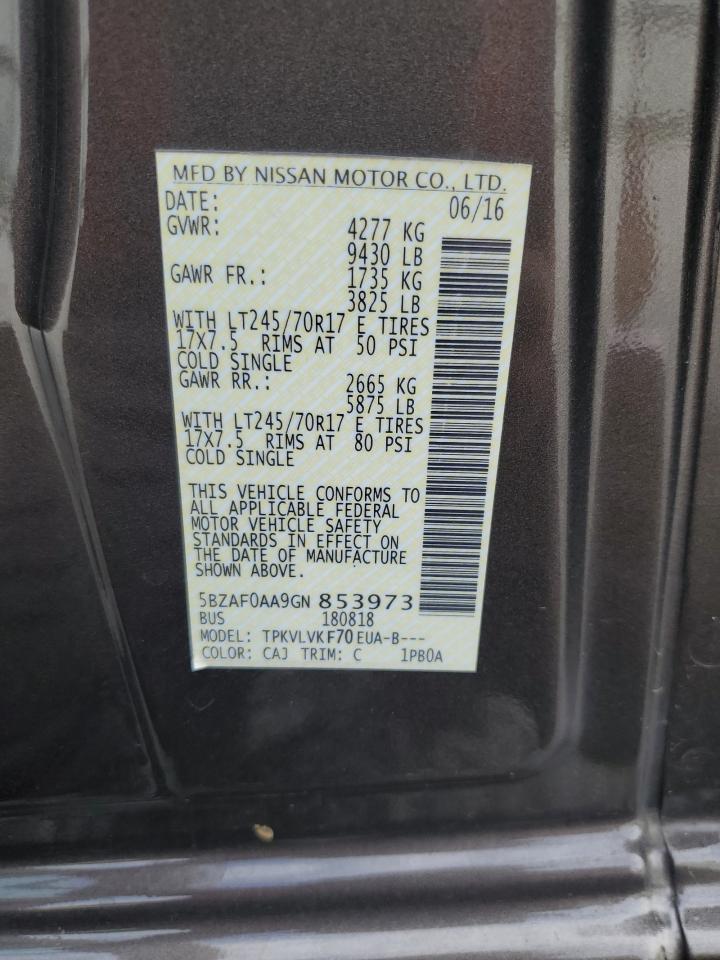 MFD BY NISSAN MOTOR CO., LTD.
DATE: 06/16
GVWR: 4277 KG
9430 LB
GAWR FR.: 1735 KG
3825 LB
WITH LT245/70R17 E TIRES
17X7.5 RIMS AT 50 PSI
COLD SINGLE
GAWR RR.: 2665 KG
5875 LB
WITH LT245/70R17 E TIRES
17X7.5 RIMS AT 80 PSI
COLD SINGLE
THIS VEHICLE CONFORMS TO
ALL APPLICABLE FEDERAL
MOTOR VEHICLE SAFETY
STANDARDS IN EFFECT ON
THE DATE OF MANUFACTURE
SHOWN ABOVE.
5BZAF0AA9GN 853973
BUS 180818
MODEL: TPKVLVKF70EUA-B---
COLOR: CAJ TRIM: C 1PB0A